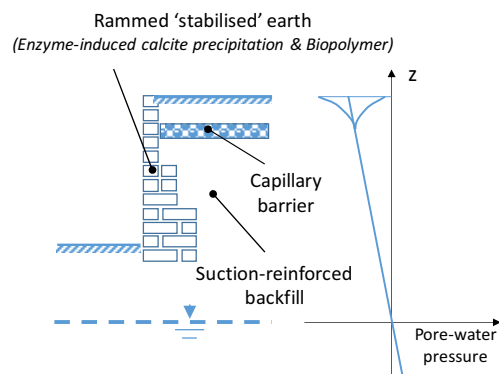 Rammed ‘stabilised’ earth
(Enzyme-induced calcite precipitation & Biopolymer)
z
Capillary
barrier
Suction-reinforced
backfill
Pore-water
pressure